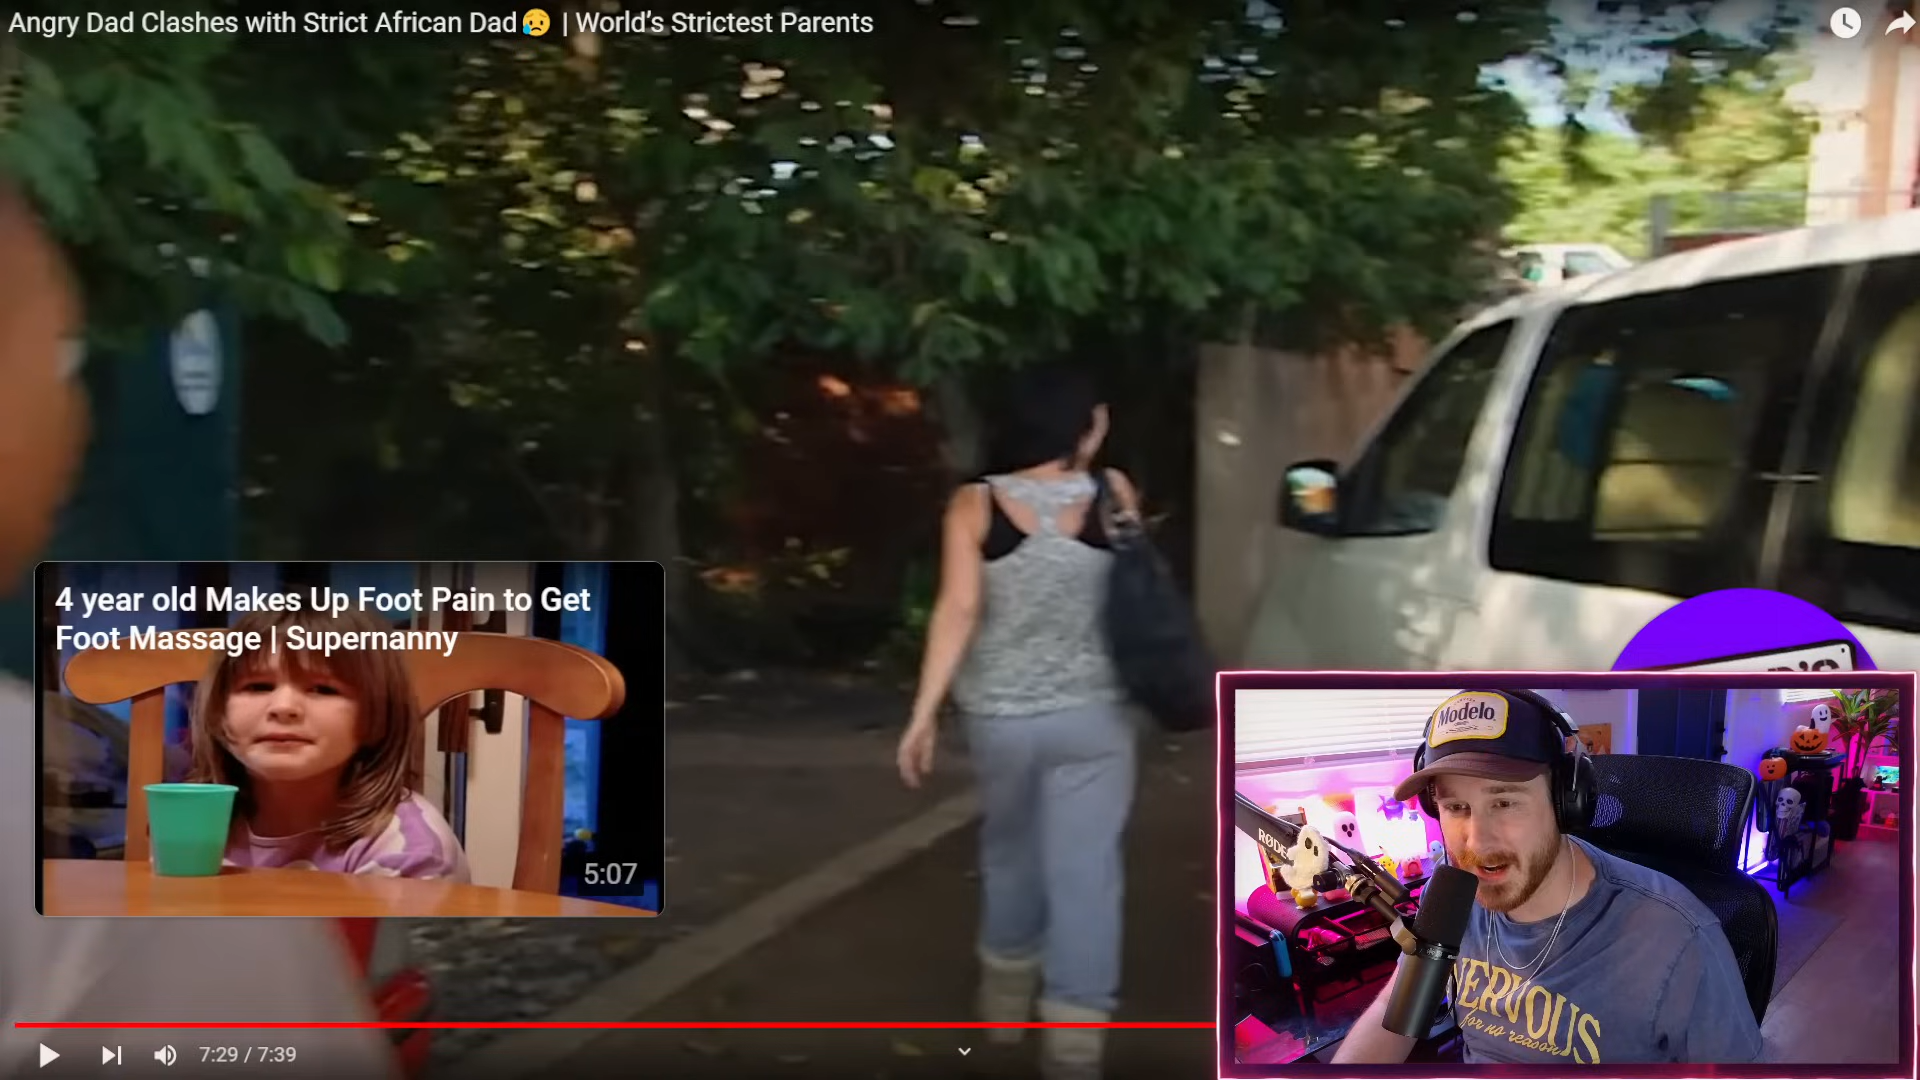 Angry Dad Clashes with Strict African Dad😥 | World’s Strictest Parents
4 year old Makes Up Foot Pain to Get
Foot Massage | Supernanny
5:07
7:29 / 7:39
Modelo
RØDE
NERVOUS
for no reason